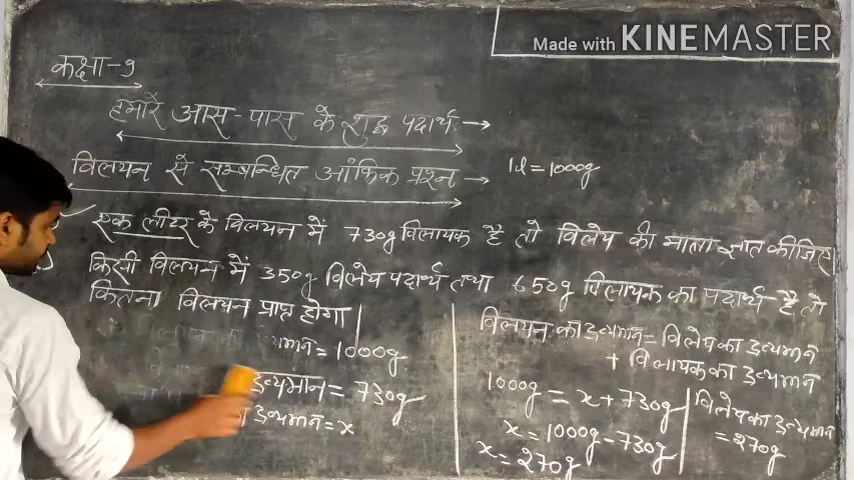 Made with KINEMASTER
कक्षा-9
हमारे आस-पास के शुद्ध पदार्थ →
विलयन से सम्बन्धित आंकिक प्रश्न → 1l = 1000g
एक लीटर के विलयन में 730g विलायक है तो विलेय की मात्रा ज्ञात कीजिए
किसी विलयन में 350g विलेय पदार्थ तथा 650g विलायक का पदार्थ है तो
कितना विलयन प्राप्त होगा
द्रव्यमान = 1000g
द्रव्यमान = 730g
द्रव्यमान = x
विलयन का द्रव्यमान = विलेय का द्रव्यमान
+ विलायक का द्रव्यमान
1000g = x + 730g
x = 1000g - 730g
x = 270g
विलेय का द्रव्यमान
= 270g